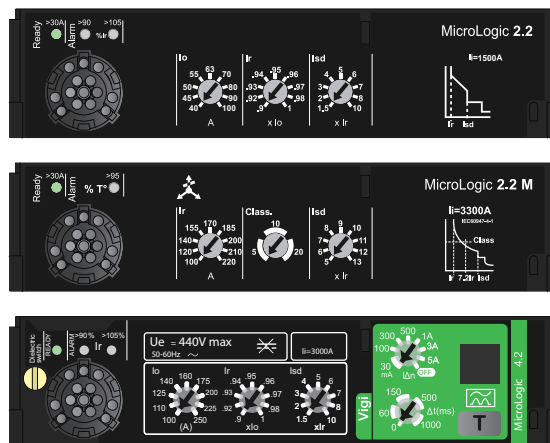 Ready
>30A
Alarm
>90
%Ir
>105
MicroLogic 2.2
Io
40 45 50 55 63 70 80 90 100
A
Ir
.9 .92 .93 .94 .95 .96 .97 .98 1
x Io
Isd
1.5 2 3 4 5 6 7 8 10
x Ir
Ii=1500A
Ir Isd
Ready
>30A
Alarm
% T°
>95
MicroLogic 2.2 M
Ir
100 120 140 155 170 185 200 210 220
A
Class.
5 10 20
Isd
5 6 7 8 9 10 11 12 13
x Ir
Ii=3300A
IEC60947-4-1
Class
Ir 7.2Ir Isd
Dielectric switch
READY
ALARM
>90 %
Ir
>105%
Ue = 440V max
50-60Hz
Ii=3000A
Io
100 110 125 140 160 175 200 225 250
(A)
Ir
.9 .92 .93 .94 .95 .96 .97 .98 1
xIo
Isd
1.5 2 3 4 5 6 7 8 10
xIr
Vigi
30 mA 100 300 500 1A 3A 5A OFF
IΔn
60 150 500 1000
Δt(ms)
T
MicroLogic 4.2